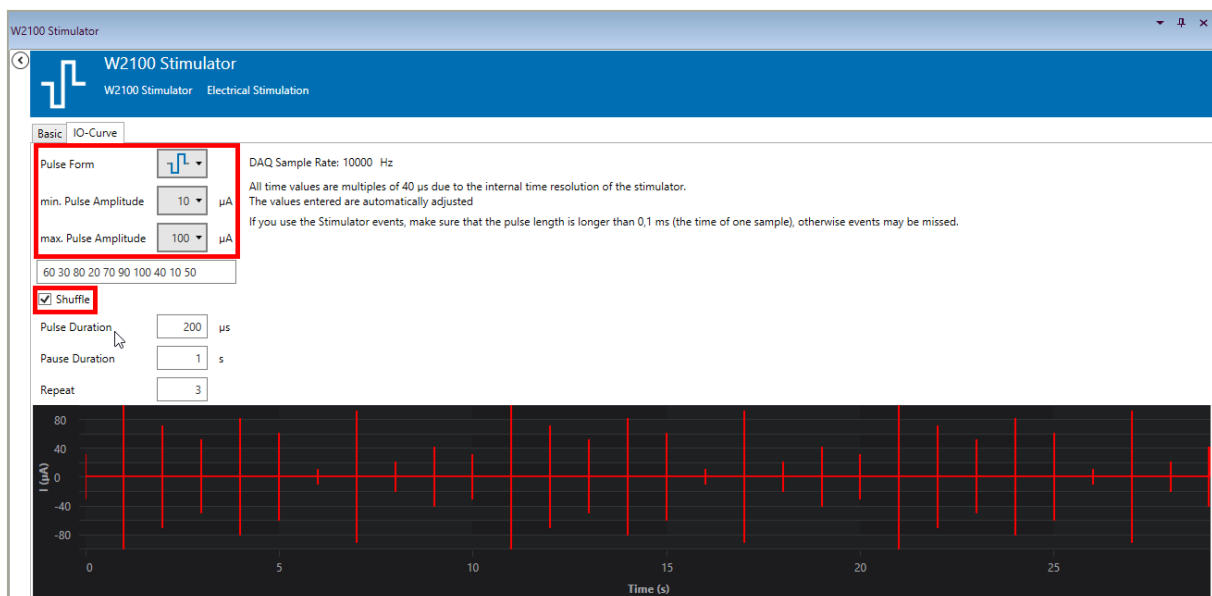 W2100 Stimulator
W2100 Stimulator
W2100 Stimulator Electrical Stimulation
Basic IO-Curve
Pulse Form
DAQ Sample Rate: 10000 Hz
All time values are multiples of 40 µs due to the internal time resolution of the stimulator.
min. Pulse Amplitude 10 µA
The values entered are automatically adjusted
If you use the Stimulator events, make sure that the pulse length is longer than 0,1 ms (the time of one sample), otherwise events may be missed.
max. Pulse Amplitude 100 µA
60 30 80 20 70 90 100 40 10 50
Shuffle
Pulse Duration 200 µs
Pause Duration 1 s
Repeat 3
80
40
0
-40
-80
I (µA)
0 5 10 15 20 25
Time (s)